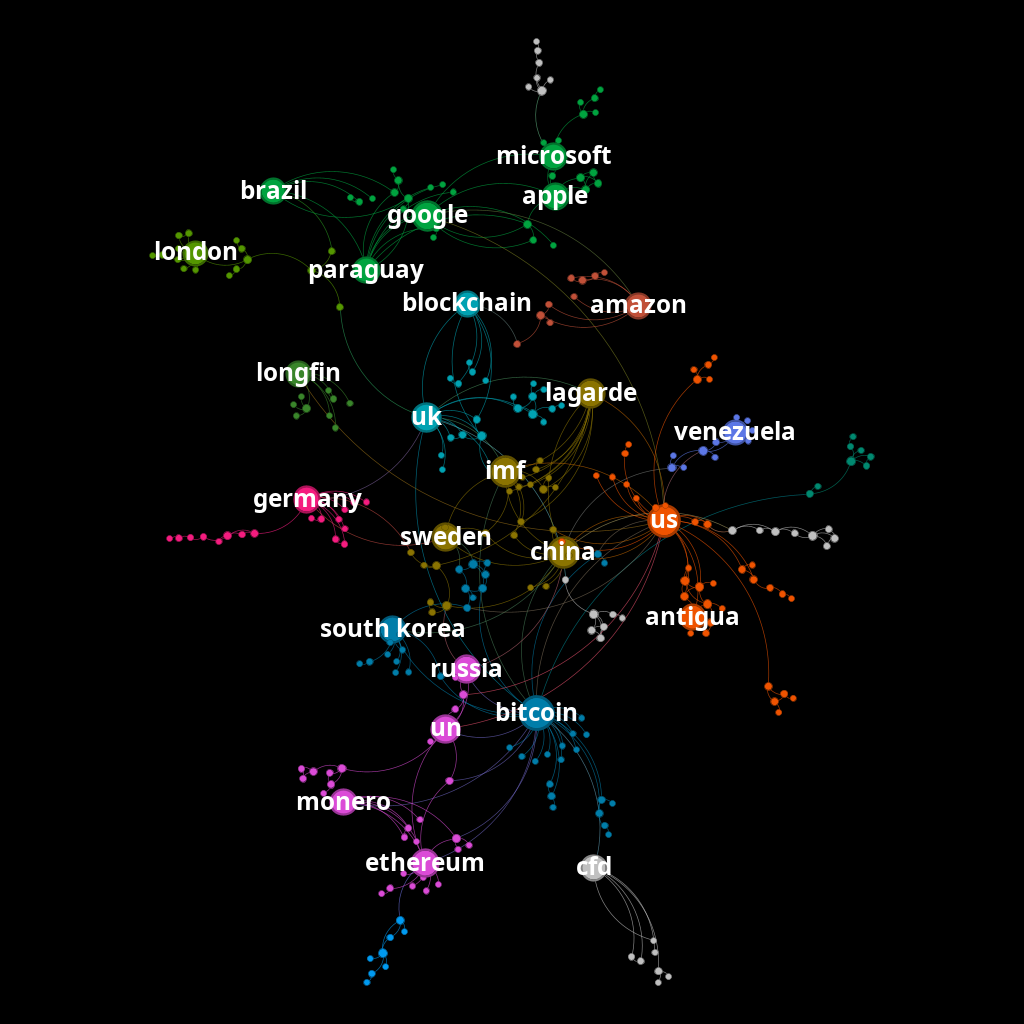 microsoft
brazil
apple
google
london
paraguay
blockchain
amazon
longfin
lagarde
uk
venezuela
imf
germany
us
sweden
china
antigua
south korea
russia
bitcoin
un
monero
ethereum
cfd